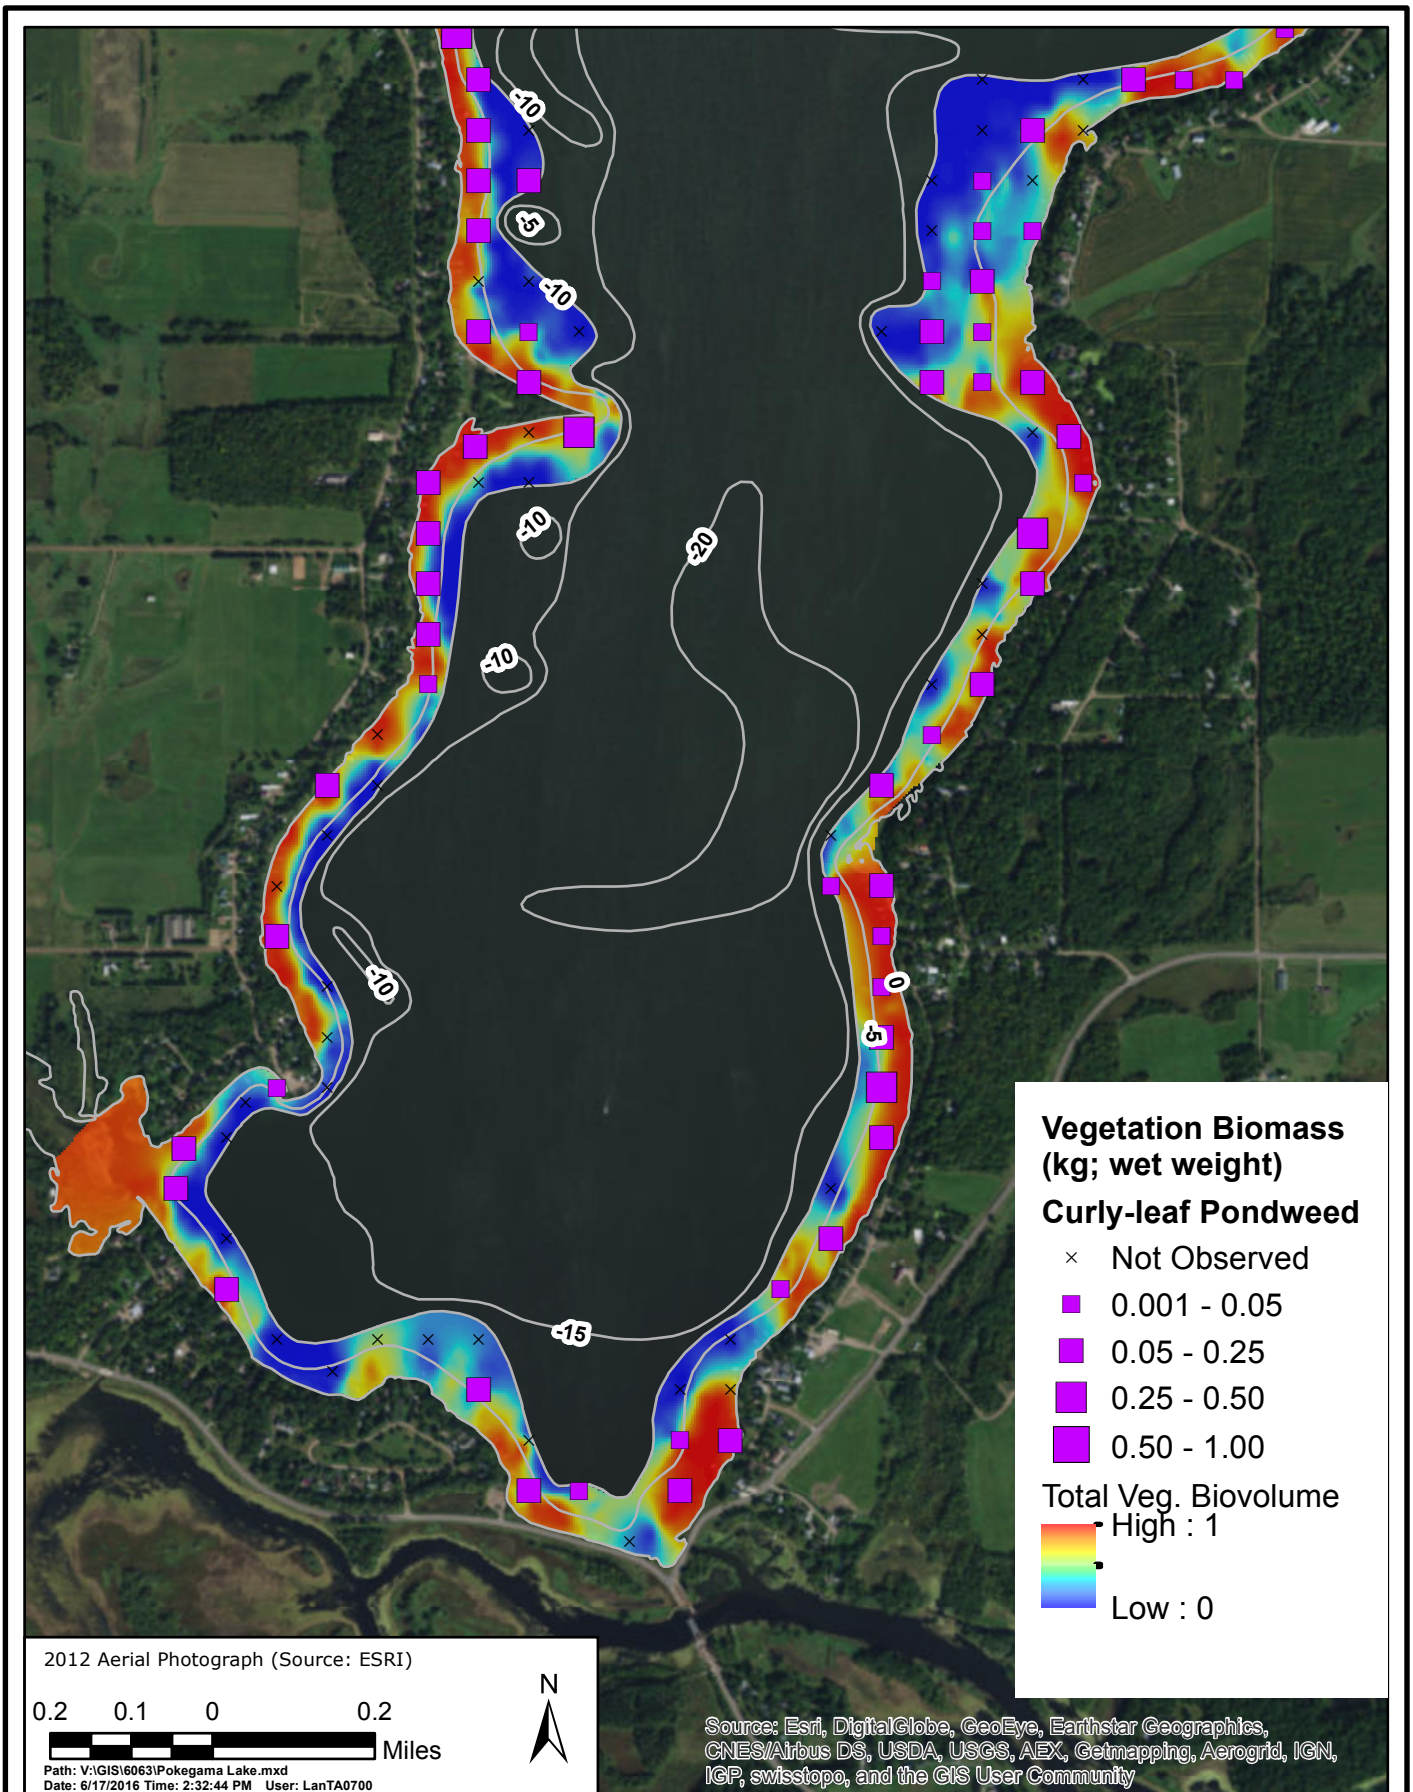 -10
-5
-10
-10
-20
-10
-10
0
-5
-15
Vegetation Biomass
(kg; wet weight)
Curly-leaf Pondweed
Not Observed
0.001 - 0.05
0.05 - 0.25
0.25 - 0.50
0.50 - 1.00
Total Veg. Biovolume
High : 1
Low : 0
2012 Aerial Photograph (Source: ESRI)
N
0.2 0.1 0 0.2
Miles
Path: V:\GIS\6063\Pokegama Lake.mxd
Date: 6/17/2016 Time: 2:32:44 PM User: LanTA0700
Source: Esri, DigitalGlobe, GeoEye, Earthstar Geographics,
CNES/Airbus DS, USDA, USGS, AEX, Getmapping, Aerogrid, IGN,
IGP, swisstopo, and the GIS User Community